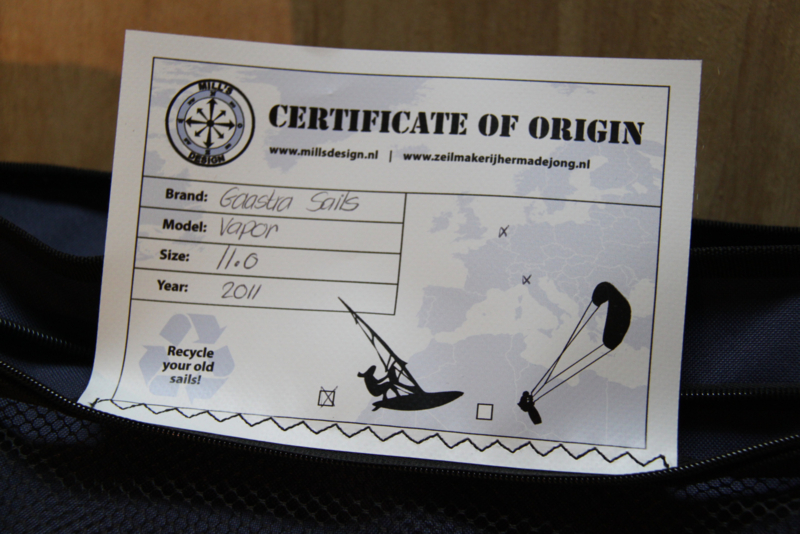 MILL'S
DESIGN
CERTIFICATE OF ORIGIN
www.millsdesign.nl | www.zeilmakerijhermadejong.nl
Brand: Gaastra Sails
Model: Vapor
Size: 11.0
Year: 2011
Recycle
your old
sails!